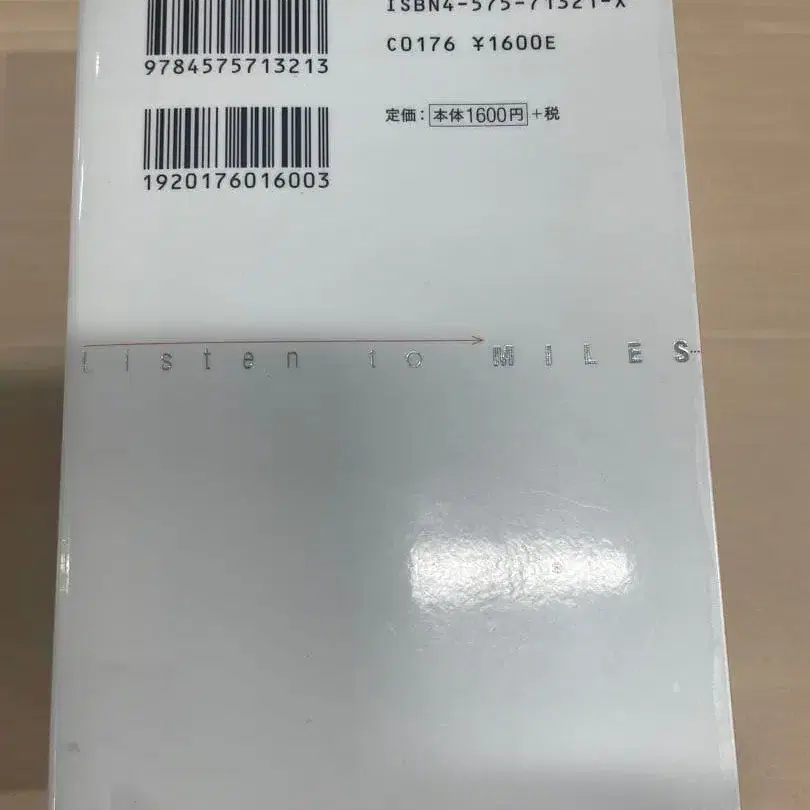 ISBN4-575-71321-X
9784575713213
C0176 ¥1600E
定価：本体1600円+税
1920176016003
Listen to MILES